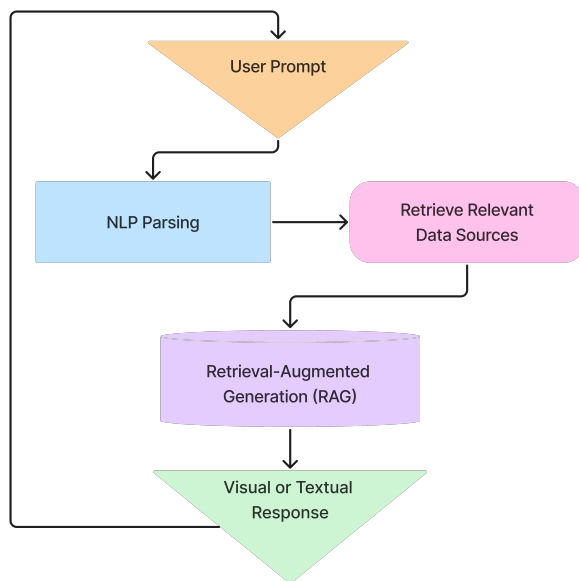 User Prompt
NLP Parsing
Retrieve Relevant
Data Sources
Retrieval-Augmented
Generation (RAG)
Visual or Textual
Response